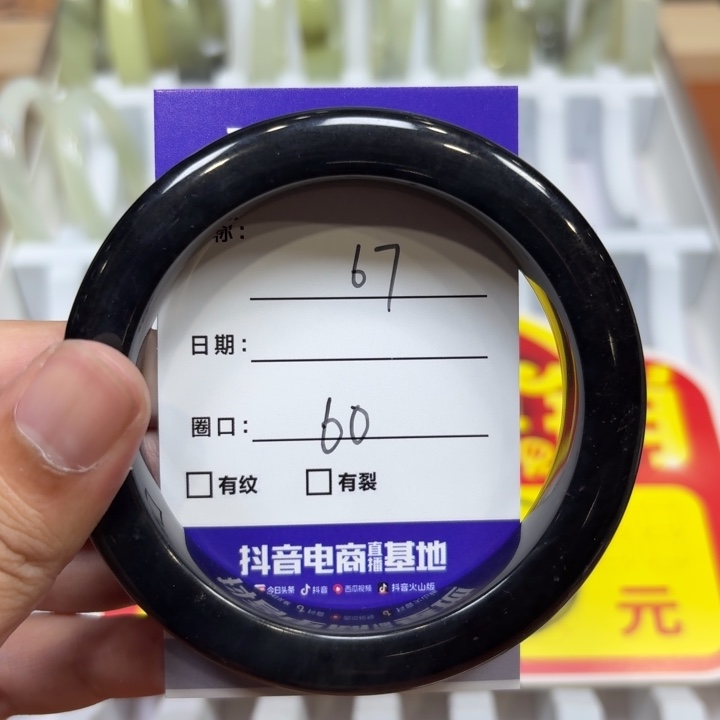 67
日期：
圈口： 60
有纹 有裂
抖音电商直播基地
今日头条 抖音 西瓜视频 抖音火山版
元